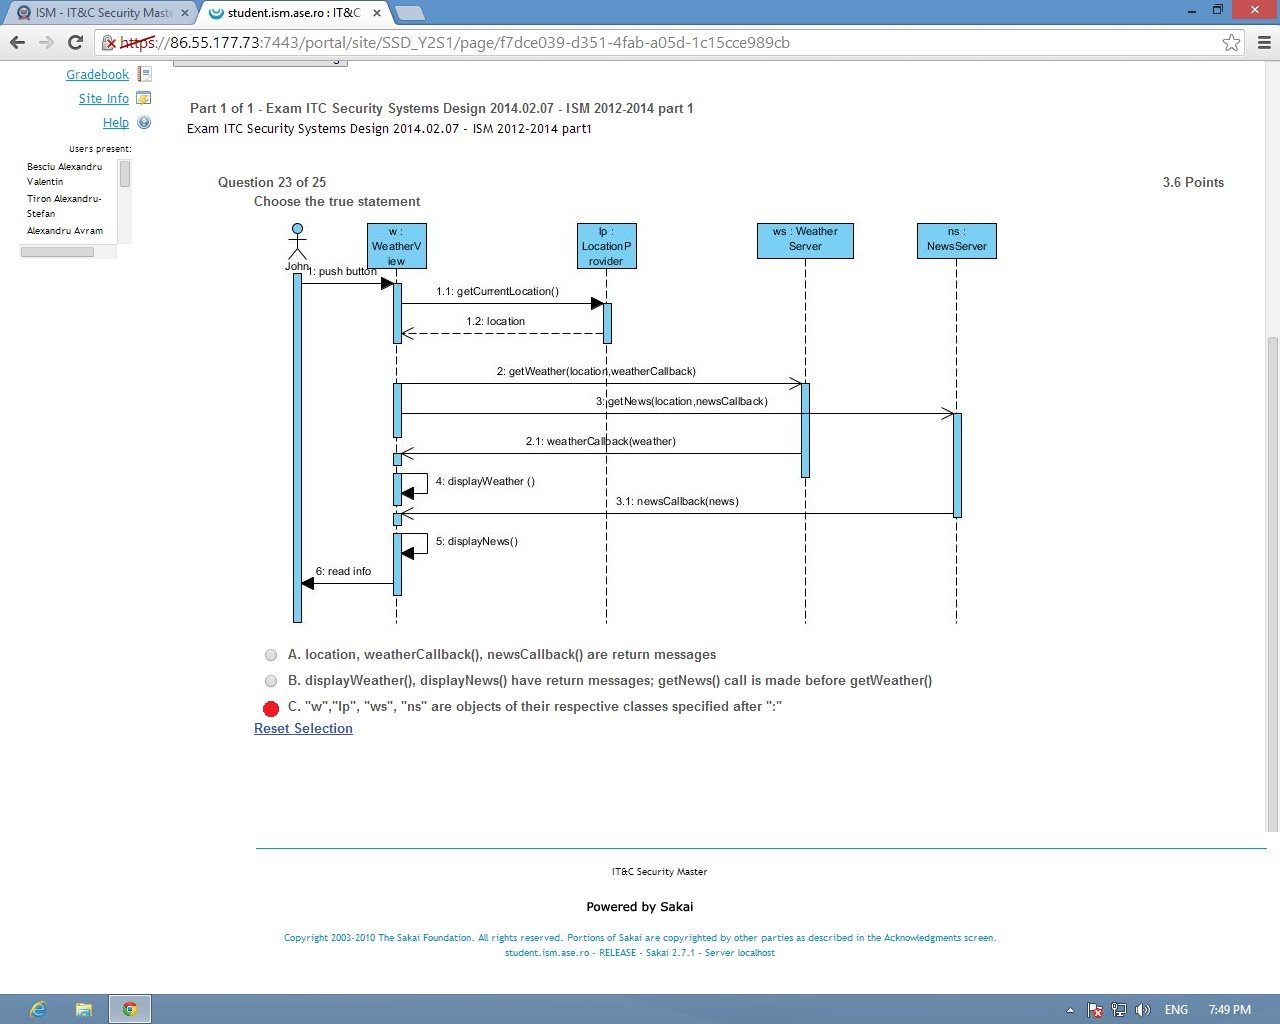 ISM - IT&C Security Maste
student.ism.ase.ro : IT&C
https://86.55.177.73:7443/portal/site/SSD_Y2S1/page/f7dce039-d351-4fab-a05d-1c15cce989cb
Gradebook
Site Info
Help
Users present:
Besciu Alexandru
Valentin
Tiron Alexandru-
Stefan
Alexandru Avram
Part 1 of 1 - Exam ITC Security Systems Design 2014.02.07 - ISM 2012-2014 part 1
Exam ITC Security Systems Design 2014.02.07 - ISM 2012-2014 part1
Question 23 of 25
3.6 Points
Choose the true statement
John
w :
WeatherV
iew
lp :
LocationP
rovider
ws : Weather
Server
ns :
NewsServer
1: push button
1.1: getCurrentLocation()
1.2: location
2: getWeather(location,weatherCallback)
3: getNews(location,newsCallback)
2.1: weatherCallback(weather)
4: displayWeather ()
3.1: newsCallback(news)
5: displayNews()
6: read info
A. location, weatherCallback(), newsCallback() are return messages
B. displayWeather(), displayNews() have return messages; getNews() call is made before getWeather()
C. "w","lp", "ws", "ns" are objects of their respective classes specified after ":"
Reset Selection
IT&C Security Master
Powered by Sakai
Copyright 2003-2010 The Sakai Foundation. All rights reserved. Portions of Sakai are copyrighted by other parties as described in the Acknowledgments screen.
student.ism.ase.ro - RELEASE - Sakai 2.7.1 - Server localhost
ENG
7:49 PM